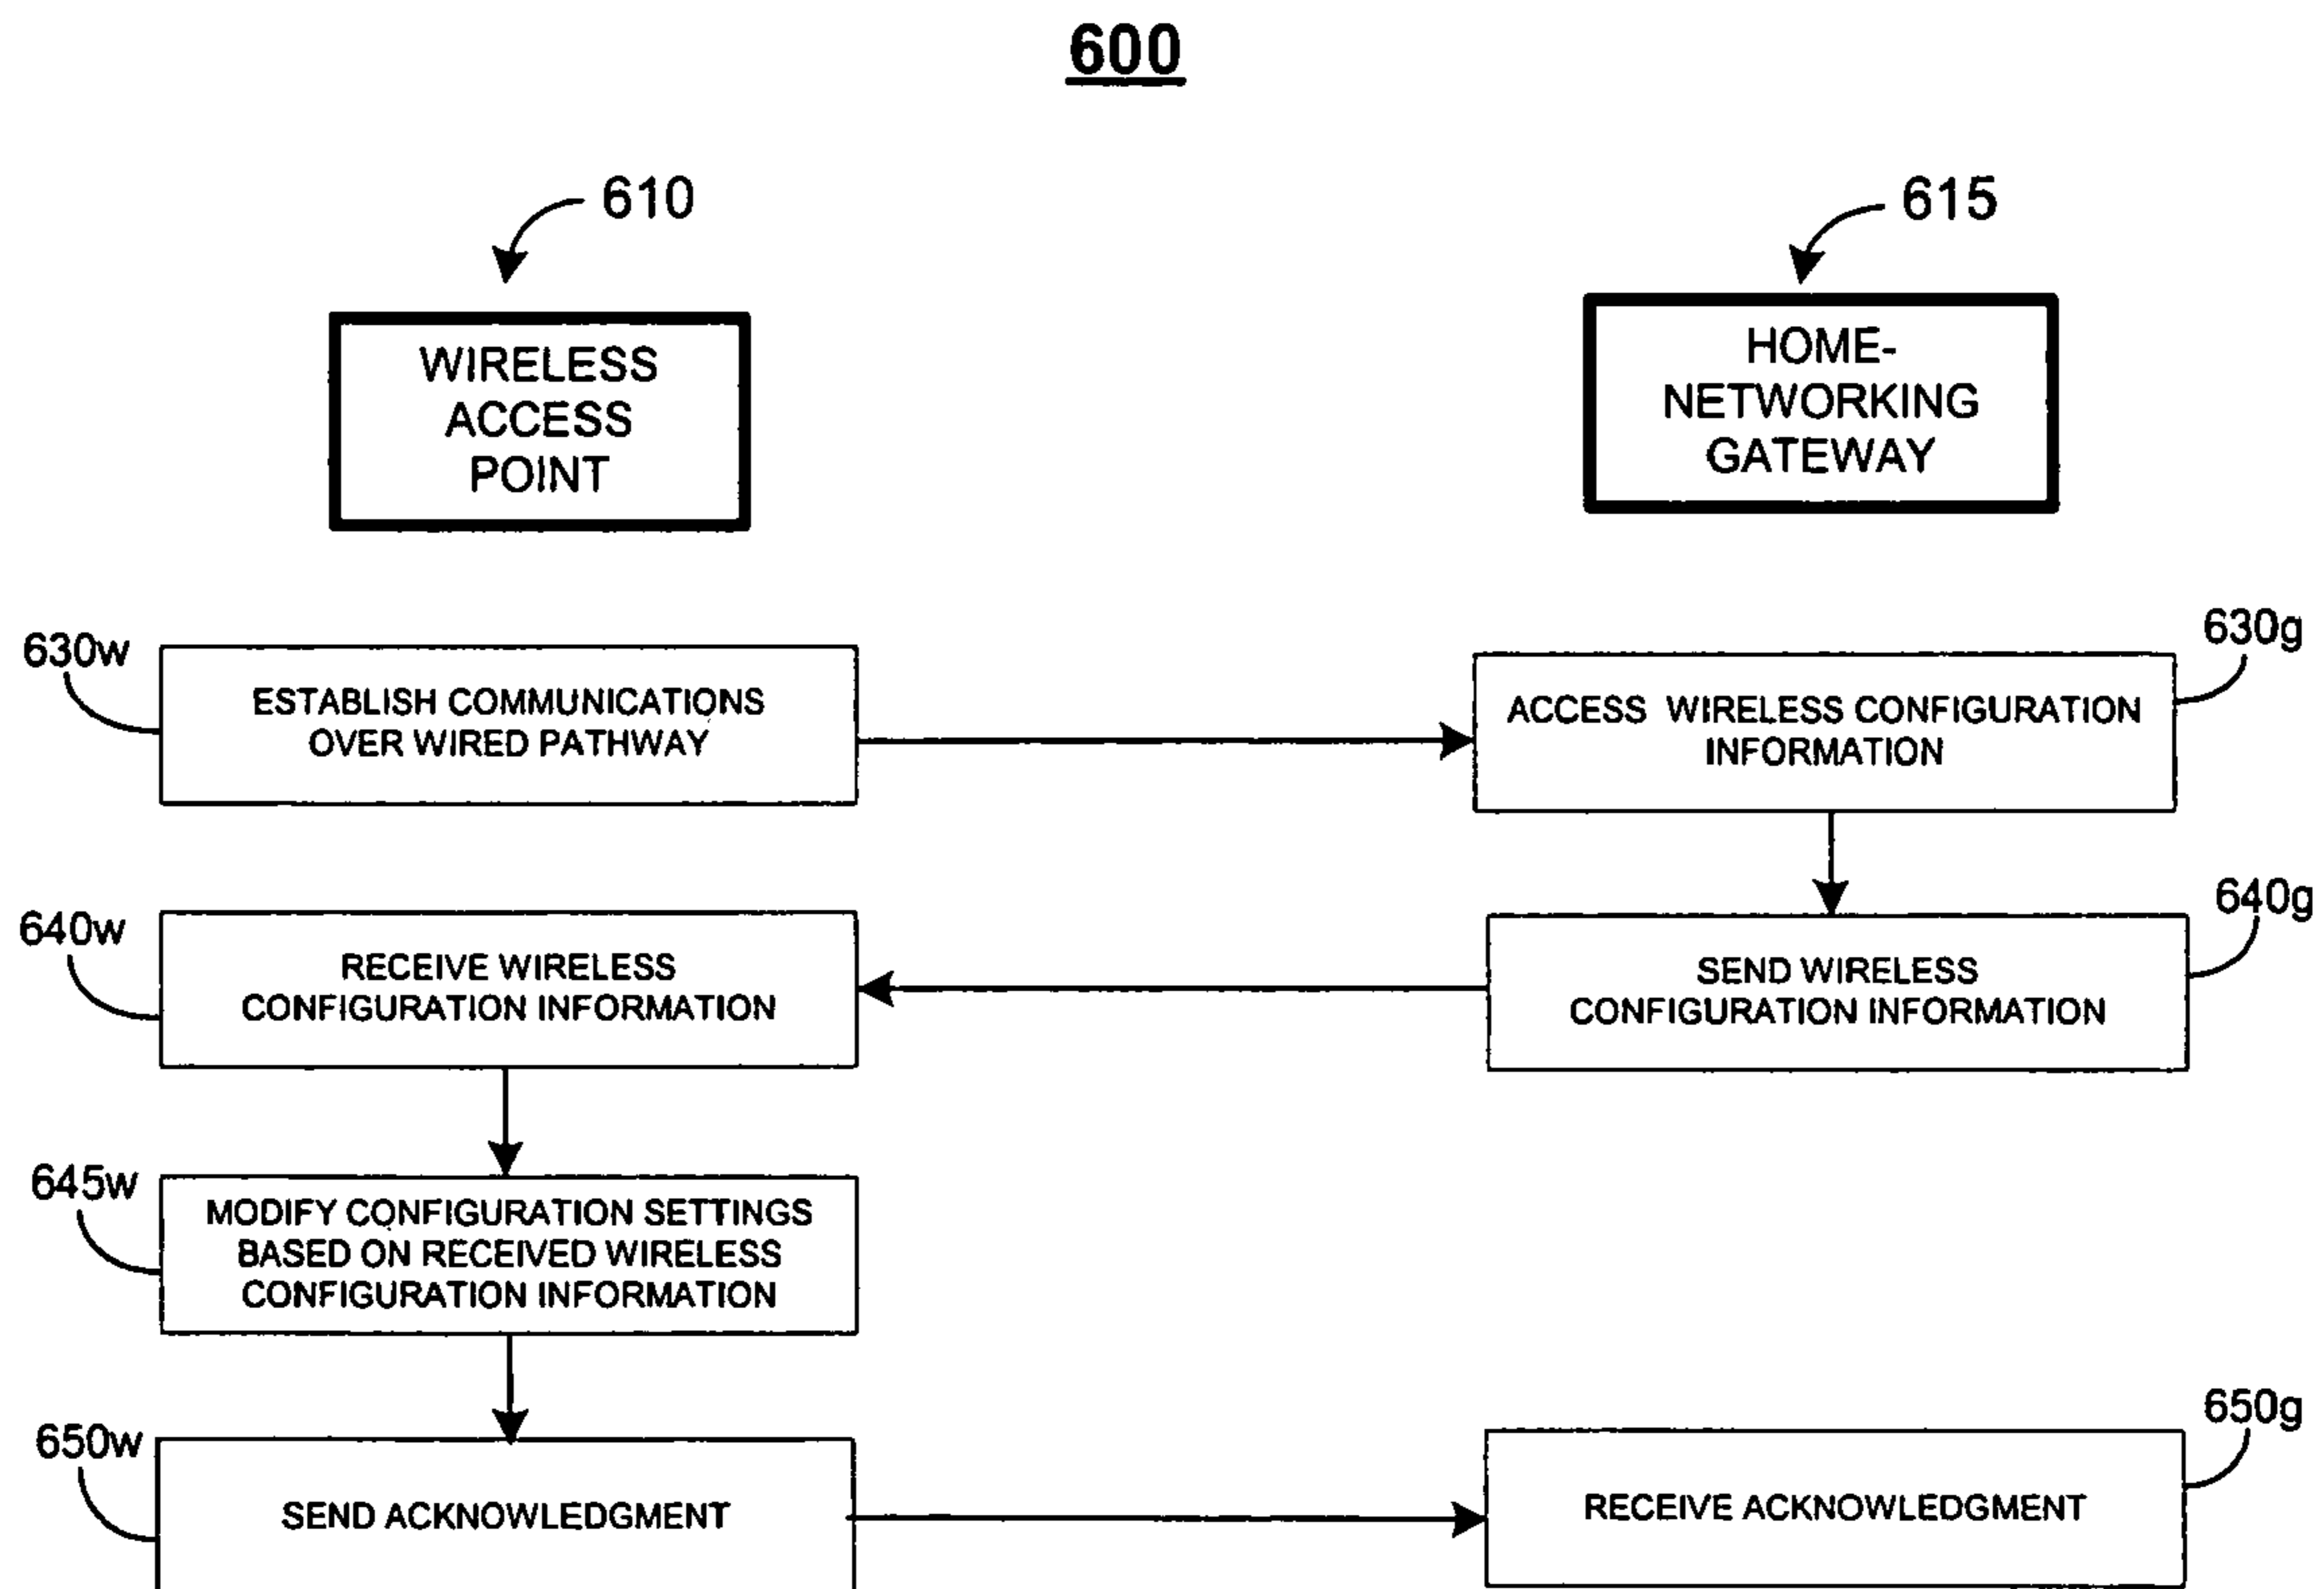 600
610
615
WIRELESS
ACCESS
POINT
HOME-
NETWORKING
GATEWAY
630w
ESTABLISH COMMUNICATIONS
OVER WIRED PATHWAY
630g
ACCESS WIRELESS CONFIGURATION
INFORMATION
640w
RECEIVE WIRELESS
CONFIGURATION INFORMATION
640g
SEND WIRELESS
CONFIGURATION INFORMATION
645w
MODIFY CONFIGURATION SETTINGS
BASED ON RECEIVED WIRELESS
CONFIGURATION INFORMATION
650w
SEND ACKNOWLEDGMENT
650g
RECEIVE ACKNOWLEDGMENT